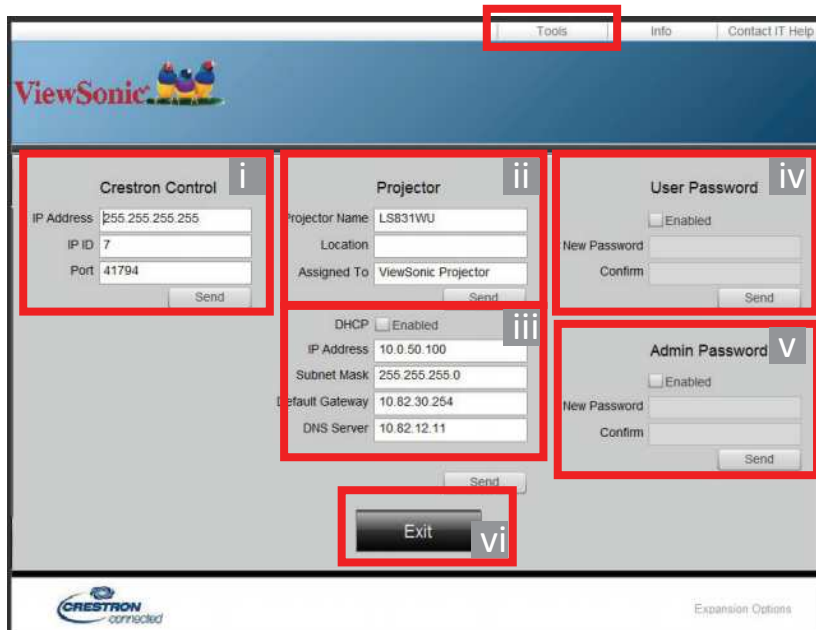 Tools Info Contact IT Help
ViewSonic
i
Crestron Control
IP Address 255.255.255.255
IP ID 7
Port 41794
Send
ii
Projector
Projector Name LS831WU
Location
Assigned To ViewSonic Projector
Send
iii
DHCP Enabled
IP Address 10.0.50.100
Subnet Mask 255.255.255.0
Default Gateway 10.82.30.254
DNS Server 10.82.12.11
Send
iv
User Password
Enabled
New Password
Confirm
Send
v
Admin Password
Enabled
New Password
Confirm
Send
Exit
vi
CRESTRON
connected
Expansion Options